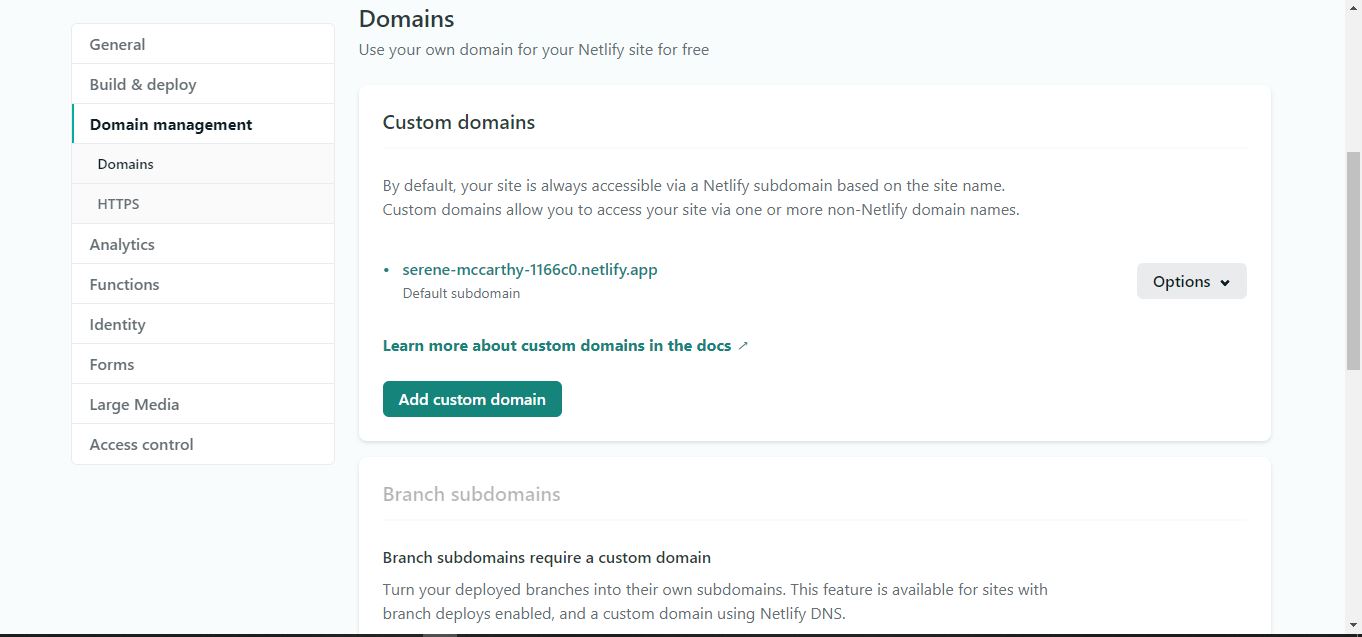 General
Build & deploy
Domain management
Domains
HTTPS
Analytics
Functions
Identity
Forms
Large Media
Access control
Domains
Use your own domain for your Netlify site for free
Custom domains
By default, your site is always accessible via a Netlify subdomain based on the site name.
Custom domains allow you to access your site via one or more non-Netlify domain names.
• serene-mccarthy-1166c0.netlify.app
Default subdomain
Options
Learn more about custom domains in the docs ↗
Add custom domain
Branch subdomains
Branch subdomains require a custom domain
Turn your deployed branches into their own subdomains. This feature is available for sites with
branch deploys enabled, and a custom domain using Netlify DNS.